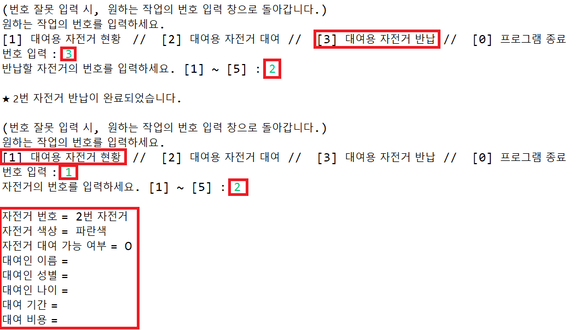 (번호 잘못 입력 시, 원하는 작업의 번호 입력 창으로 돌아갑니다.)
원하는 작업의 번호를 입력하세요.
[1] 대여용 자전거 현황 // [2] 대여용 자전거 대여 // [3] 대여용 자전거 반납 // [0] 프로그램 종료
번호 입력 : 3
반납할 자전거의 번호를 입력하세요. [1] ~ [5] : 2
★ 2번 자전거 반납이 완료되었습니다.
(번호 잘못 입력 시, 원하는 작업의 번호 입력 창으로 돌아갑니다.)
원하는 작업의 번호를 입력하세요.
[1] 대여용 자전거 현황 // [2] 대여용 자전거 대여 // [3] 대여용 자전거 반납 // [0] 프로그램 종료
번호 입력 : 1
자전거의 번호를 입력하세요. [1] ~ [5] : 2
자전거 번호 = 2번 자전거
자전거 색상 = 파란색
자전거 대여 가능 여부 = O
대여인 이름 =
대여인 성별 =
대여인 나이 =
대여 기간 =
대여 비용 =